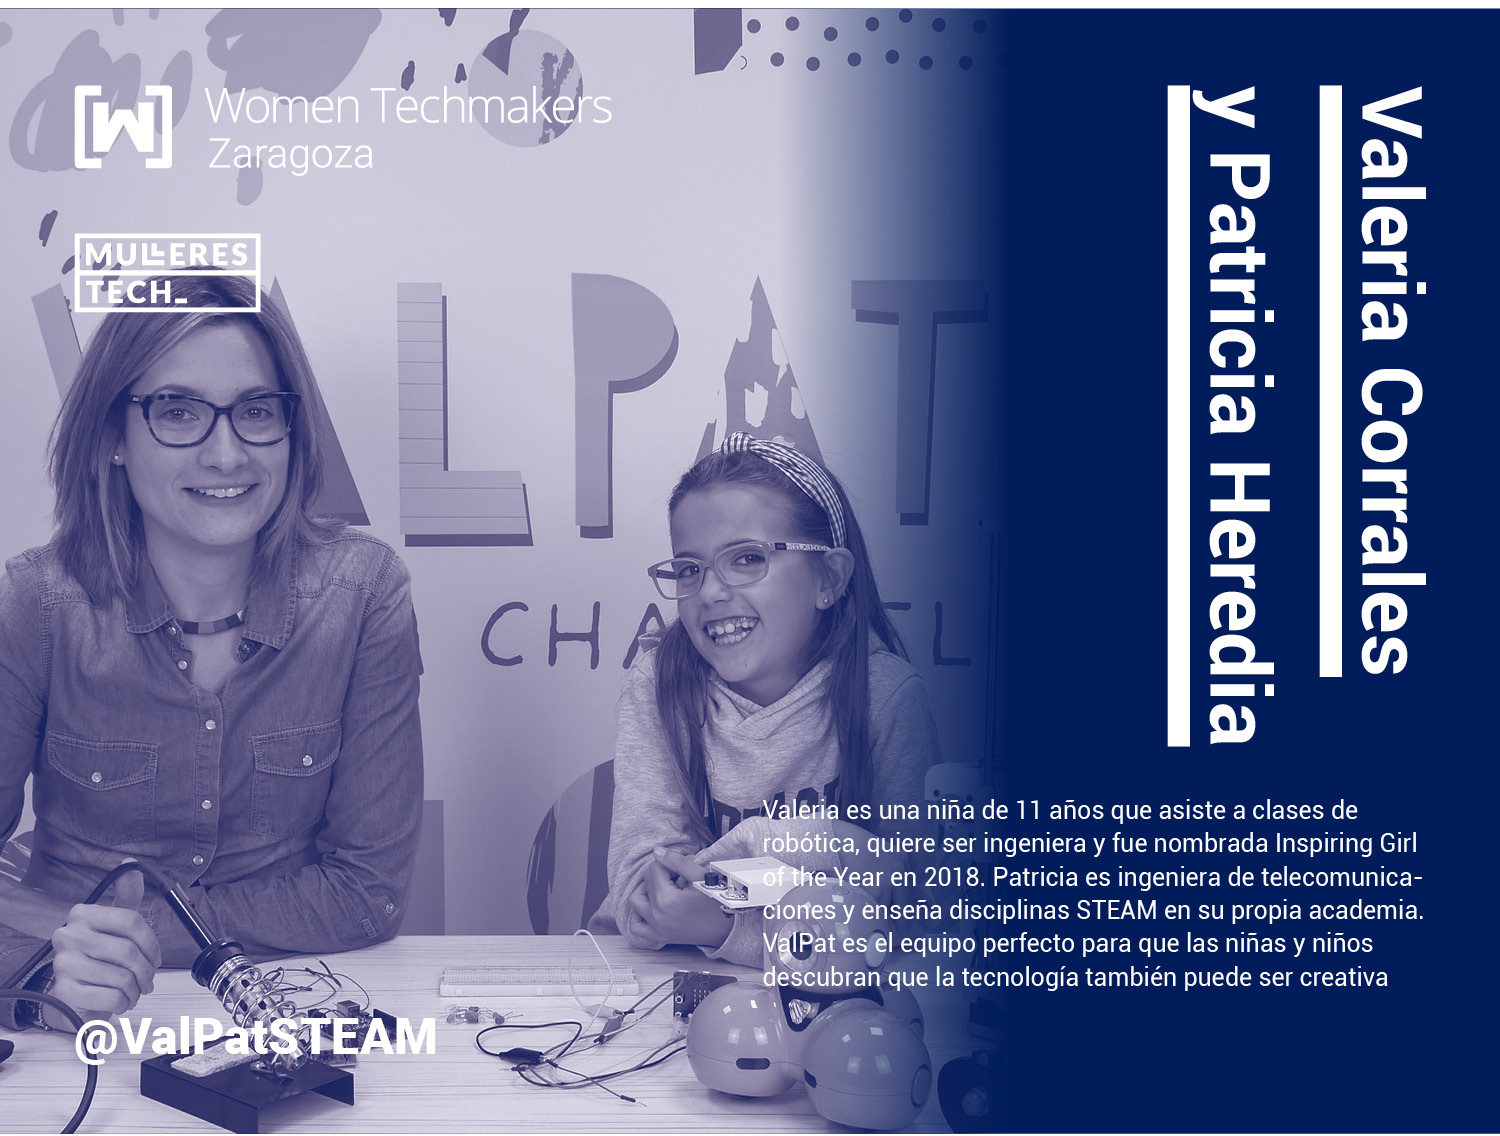 Women Techmakers
Zaragoza
MULLERES
TECH_
VALPAT
CHA EL
Valeria Corrales
y Patricia Heredia
Valeria es una niña de 11 años que asiste a clases de
robótica, quiere ser ingeniera y fue nombrada Inspiring Girl
of the Year en 2018. Patricia es ingeniera de telecomunica-
ciones y enseña disciplinas STEAM en su propia academia.
ValPat es el equipo perfecto para que las niñas y niños
descubran que la tecnología también puede ser creativa
@ValPatSTEAM